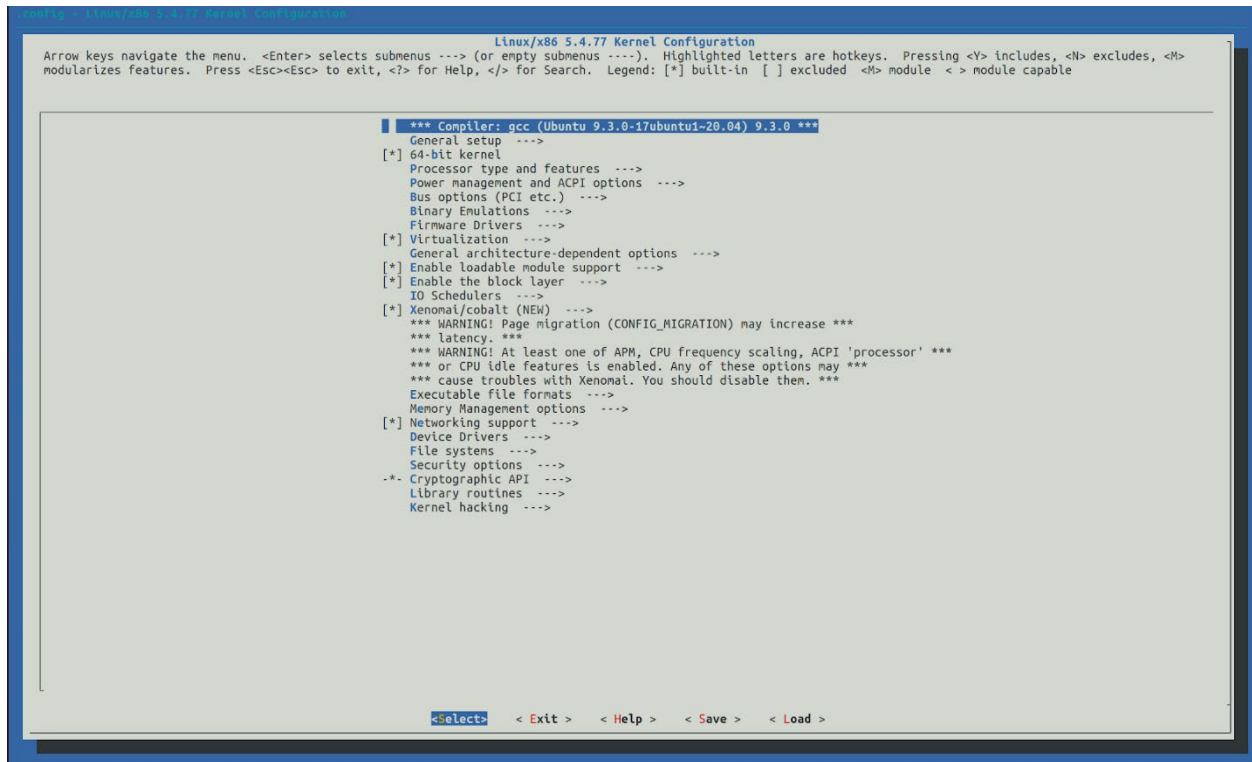 .config - Linux/x86 5.4.77 Kernel Configuration
Linux/x86 5.4.77 Kernel Configuration
Arrow keys navigate the menu. <Enter> selects submenus ---> (or empty submenus ----). Highlighted letters are hotkeys. Pressing <Y> includes, <N> excludes, <M>
modularizes features. Press <Esc><Esc> to exit, <?> for Help, </> for Search. Legend: [*] built-in [ ] excluded <M> module < > module capable
*** Compiler: gcc (Ubuntu 9.3.0-17ubuntu1~20.04) 9.3.0 ***
General setup --->
[*] 64-bit kernel
Processor type and features --->
Power management and ACPI options --->
Bus options (PCI etc.) --->
Binary Emulations --->
Firmware Drivers --->
[*] Virtualization --->
General architecture-dependent options --->
[*] Enable loadable module support --->
[*] Enable the block layer --->
IO Schedulers --->
[*] Xenomai/cobalt (NEW) --->
*** WARNING! Page migration (CONFIG_MIGRATION) may increase ***
*** latency. ***
*** WARNING! At least one of APM, CPU frequency scaling, ACPI 'processor' ***
*** or CPU idle features is enabled. Any of these options may ***
*** cause troubles with Xenomai. You should disable them. ***
Executable file formats --->
Memory Management options --->
[*] Networking support --->
Device Drivers --->
File systems --->
Security options --->
-*- Cryptographic API --->
Library routines --->
Kernel hacking --->
<Select> < Exit > < Help > < Save > < Load >